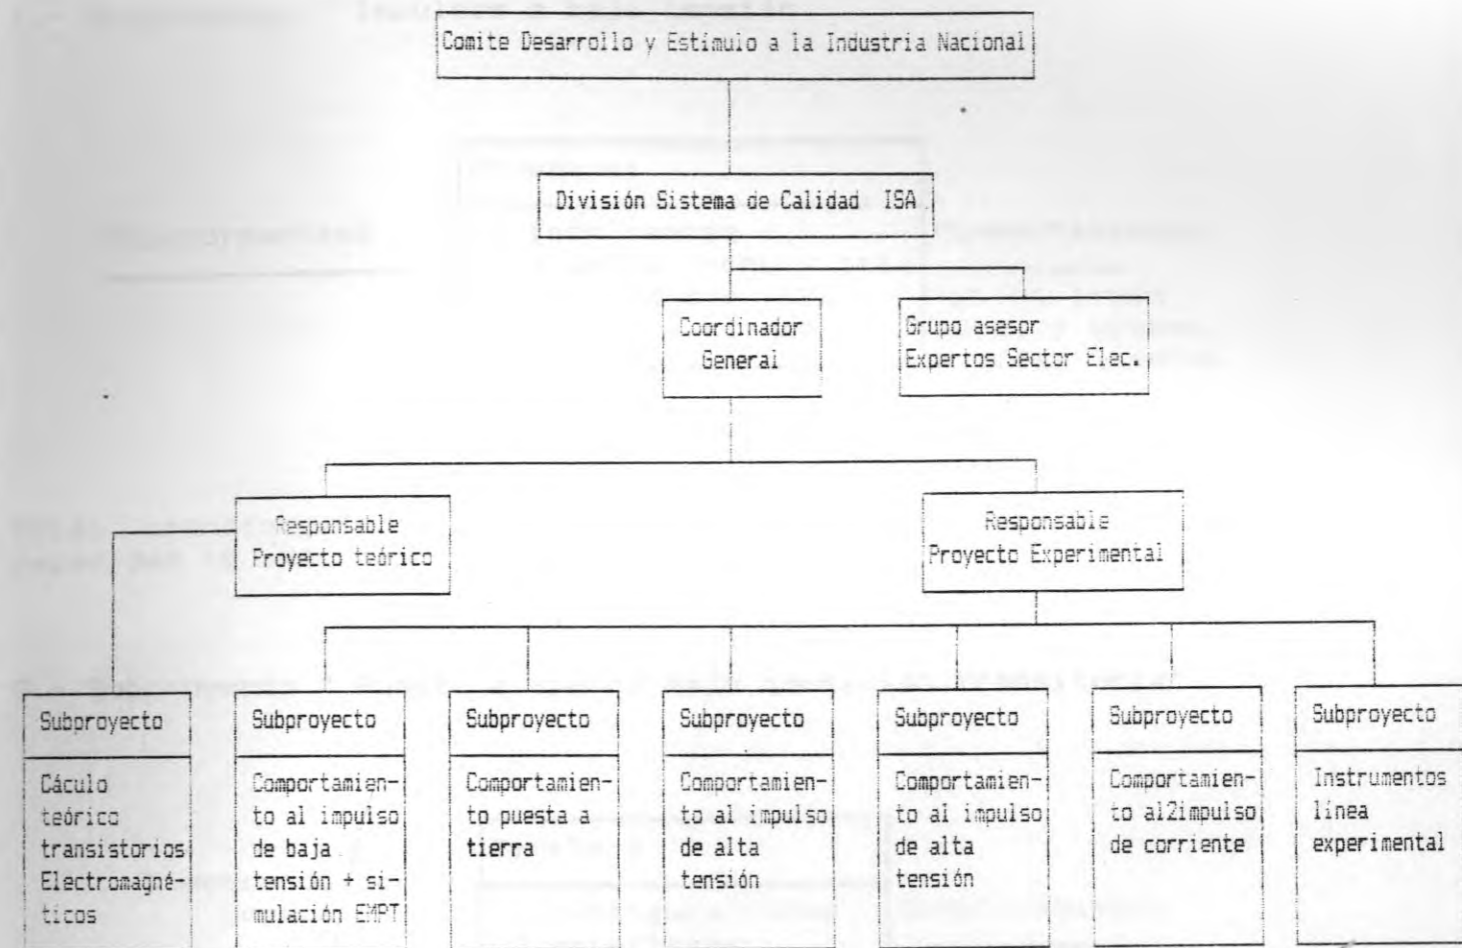 Comite Desarrollo y Estímulo a la Industria Nacional
División Sistema de Calidad ISA
Coordinador
General
Grupo asesor
Expertos Sector Elec.
Responsable
Proyecto teórico
Responsable
Proyecto Experimental
Subproyecto
Cáculo
teórico
transistorios
Electromagné-
ticos
Subproyecto
Comportamien-
to al impulso
de baja
tensión + si-
mulación EMPT
Subproyecto
Comportamien-
to puesta a
tierra
Subproyecto
Comportamien-
to al impulso
de alta
tensión
Subproyecto
Comportamien-
to al impulso
de alta
tensión
Subproyecto
Comportamien-
to al2impulso
de corriente
Subproyecto
Instrumentos
línea
experimental